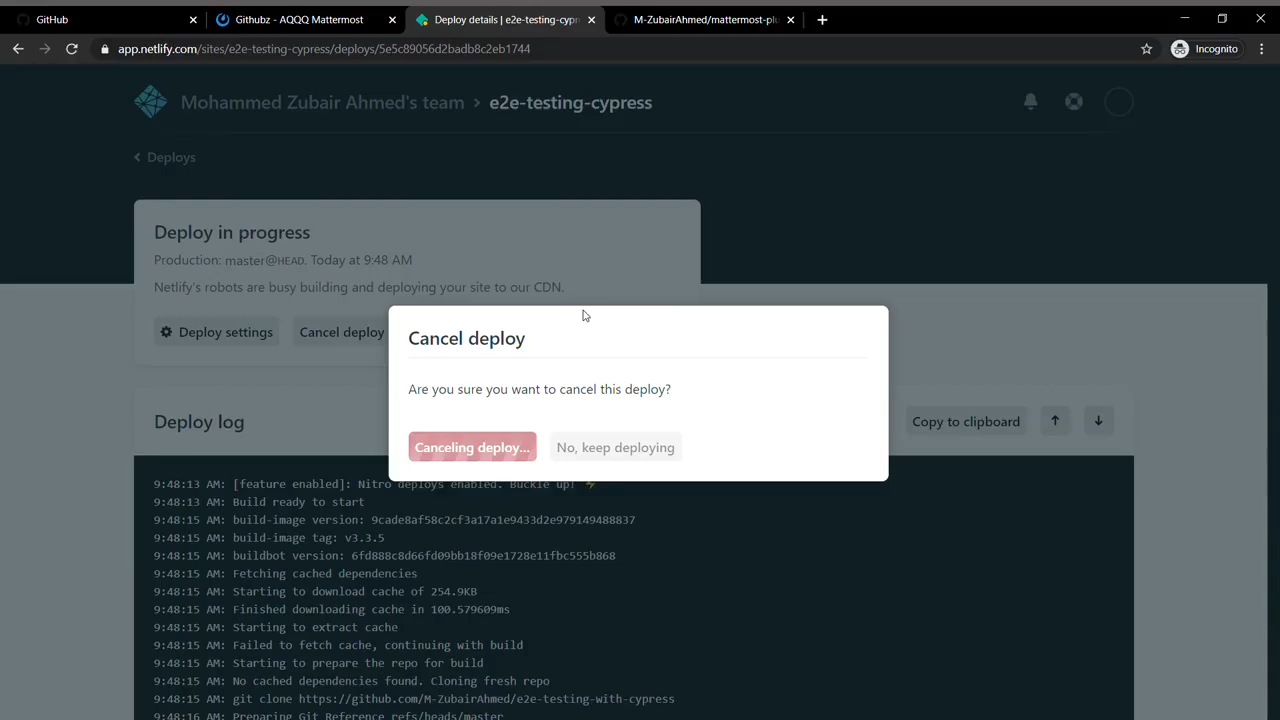 GitHub
Githubz - AQQQ Mattermost
Deploy details | e2e-testing-cypr
M-ZubairAhmed/mattermost-plu
app.netlify.com/sites/e2e-testing-cypress/deploys/5e5c89056d2badb8c2eb1744
Incognito
Mohammed Zubair Ahmed's team > e2e-testing-cypress
Deploys
Deploy in progress
Production: master@HEAD. Today at 9:48 AM
Netlify's robots are busy building and deploying your site to our CDN.
Deploy settings
Cancel deploy
Cancel deploy
Are you sure you want to cancel this deploy?
Canceling deploy...
No, keep deploying
Deploy log
Copy to clipboard
9:48:13 AM: [feature enabled]: Nitro deploys enabled. Buckle up! ⚡
9:48:13 AM: Build ready to start
9:48:15 AM: build-image version: 9cade8af58c2cf3a17a1e9433d2e979149488837
9:48:15 AM: build-image tag: v3.3.5
9:48:15 AM: buildbot version: 6fd888c8d66fd09bb18f09e1728e11fbc555b868
9:48:15 AM: Fetching cached dependencies
9:48:15 AM: Starting to download cache of 254.9KB
9:48:15 AM: Finished downloading cache in 100.579609ms
9:48:15 AM: Starting to extract cache
9:48:15 AM: Failed to fetch cache, continuing with build
9:48:15 AM: Starting to prepare the repo for build
9:48:15 AM: No cached dependencies found. Cloning fresh repo
9:48:15 AM: git clone https://github.com/M-ZubairAhmed/e2e-testing-with-cypress
9:48:16 AM: Preparing Git Reference refs/heads/master